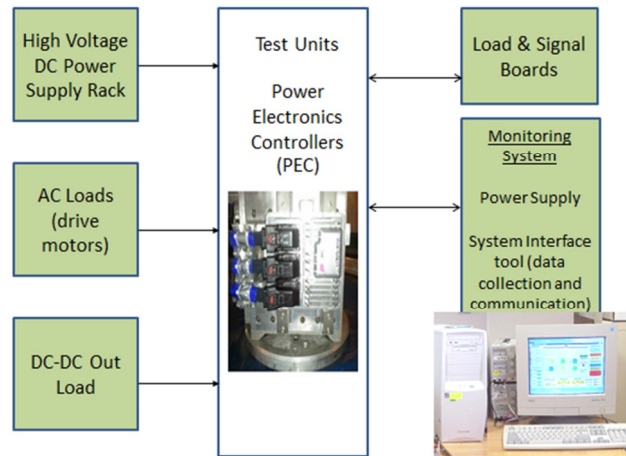 High Voltage
DC Power
Supply Rack
AC Loads
(drive
motors)
DC-DC Out
Load
Test Units
Power
Electronics
Controllers
(PEC)
Load & Signal
Boards
Monitoring
System
Power Supply
System Interface
tool (data
collection and
communication)